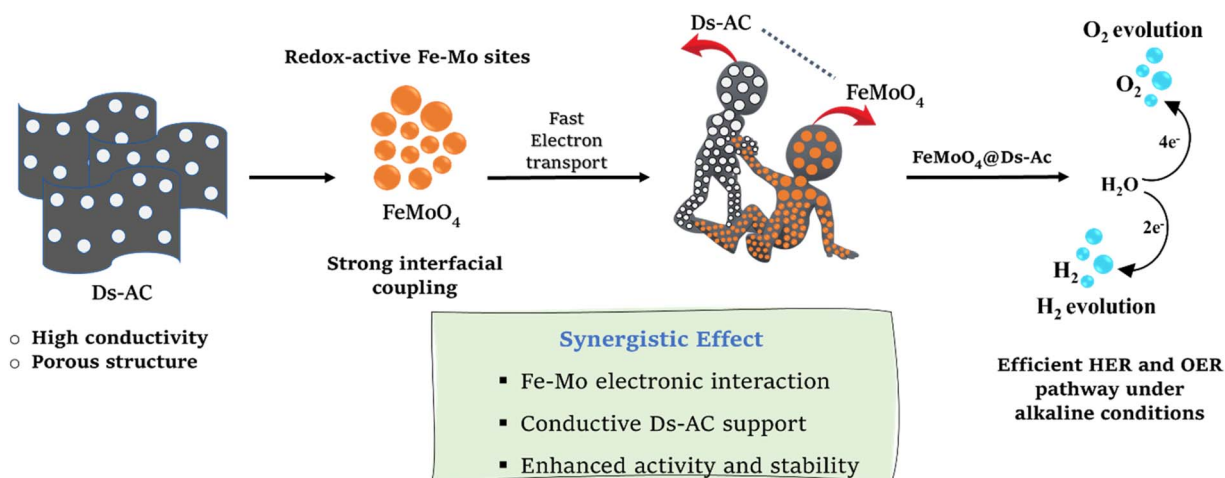 Ds-AC
○ High conductivity
○ Porous structure
Redox-active Fe-Mo sites
FeMoO₄
Strong interfacial
coupling
Fast
Electron
transport
Ds-AC
FeMoO₄
FeMoO₄@Ds-Ac
O₂ evolution
O₂
4e⁻
H₂O
2e⁻
H₂
H₂ evolution
Efficient HER and OER
pathway under
alkaline conditions
Synergistic Effect
▪ Fe-Mo electronic interaction
▪ Conductive Ds-AC support
▪ Enhanced activity and stability